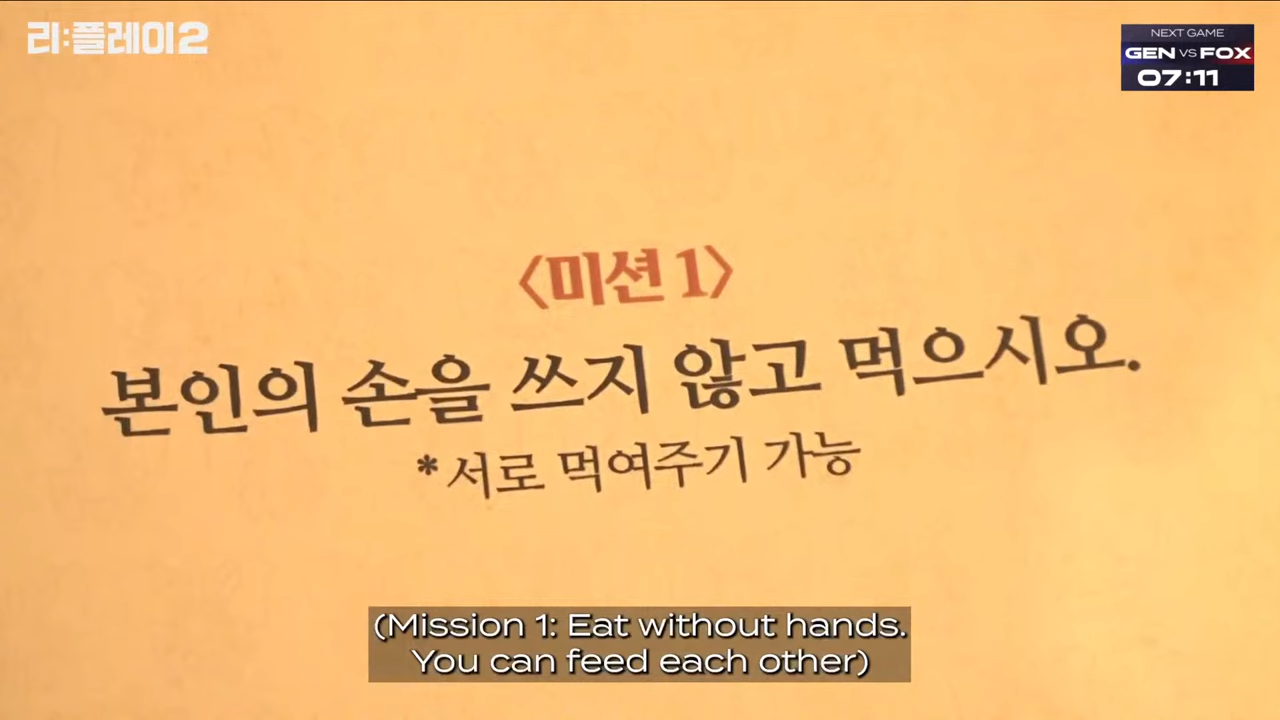 리:플레이2
NEXT GAME
GEN VS FOX
07:11
<미션 1>
본인의 손을 쓰지 않고 먹으시오.
*서로 먹여주기 가능
(Mission 1: Eat without hands.
You can feed each other)